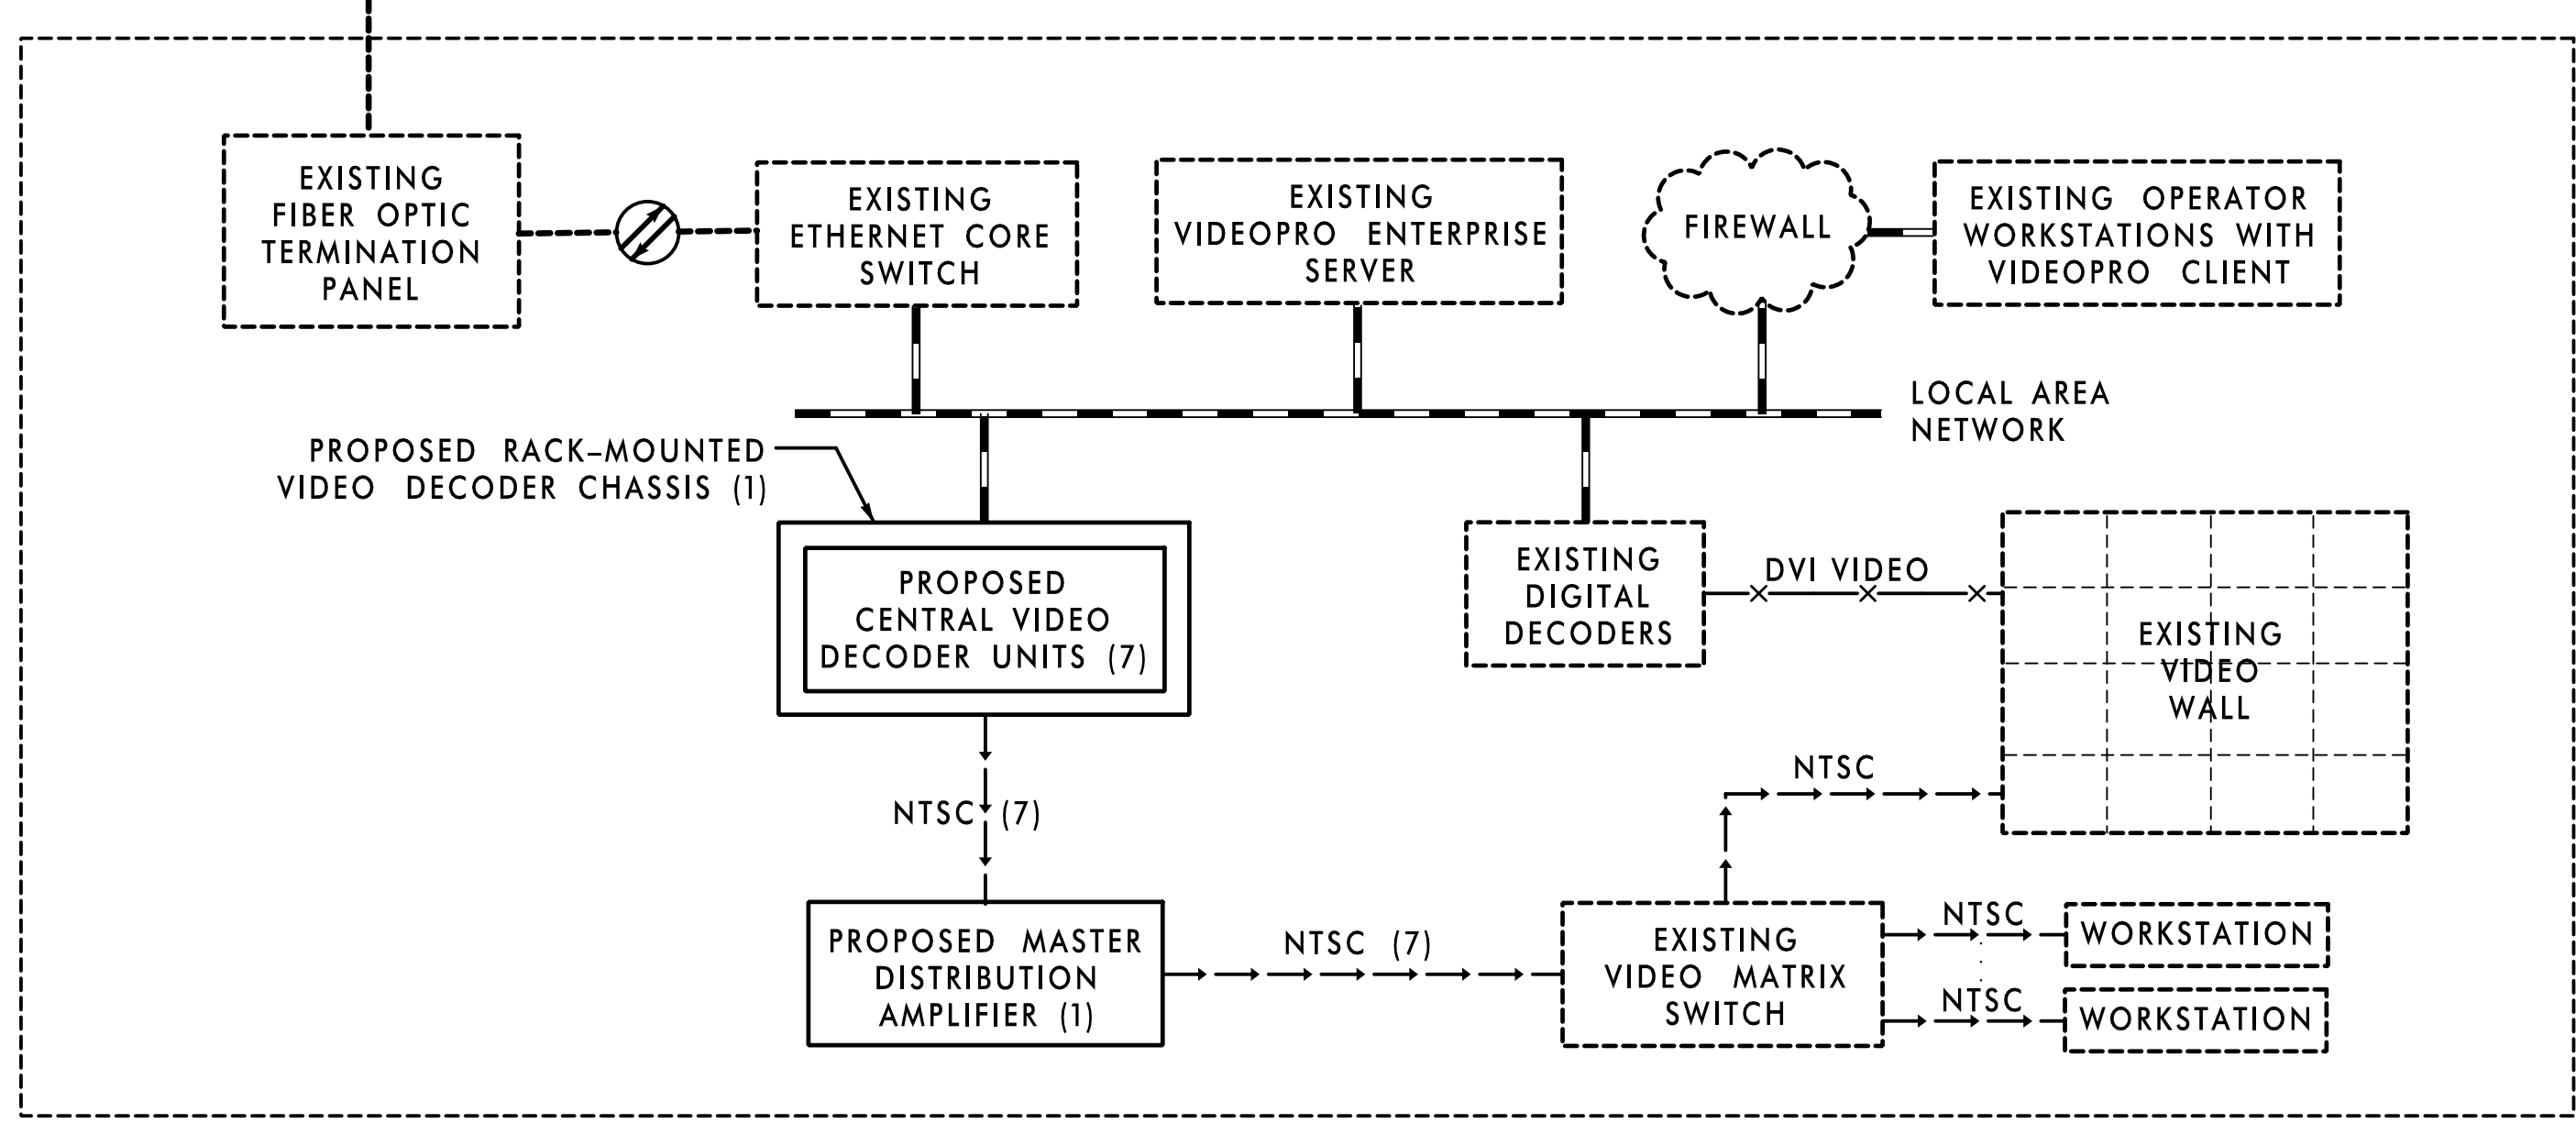 EXISTING
FIBER OPTIC
TERMINATION
PANEL
EXISTING
ETHERNET CORE
SWITCH
EXISTING
VIDEOPRO ENTERPRISE
SERVER
FIREWALL
EXISTING OPERATOR
WORKSTATIONS WITH
VIDEOPRO CLIENT
LOCAL AREA
NETWORK
PROPOSED RACK-MOUNTED
VIDEO DECODER CHASSIS (1)
PROPOSED
CENTRAL VIDEO
DECODER UNITS (7)
EXISTING
DIGITAL
DECODERS
DVI VIDEO
EXISTING
VIDEO
WALL
NTSC
NTSC (7)
PROPOSED MASTER
DISTRIBUTION
AMPLIFIER (1)
NTSC (7)
EXISTING
VIDEO MATRIX
SWITCH
NTSC
WORKSTATION
NTSC
WORKSTATION